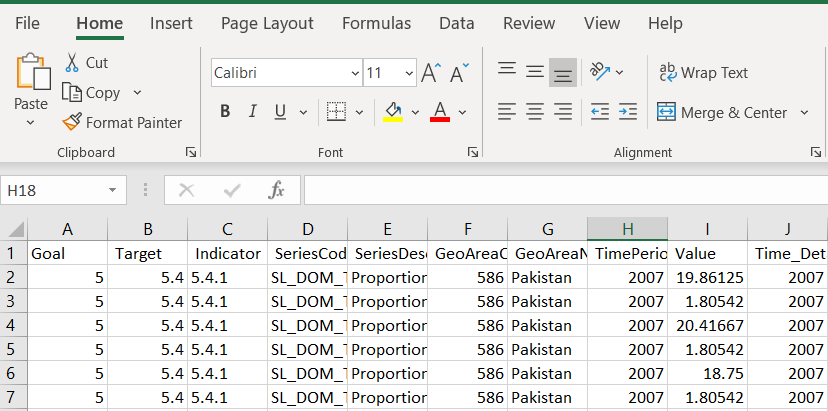 File Home Insert Page Layout Formulas Data Review View Help
Cut
Copy
Format Painter
Paste
Clipboard
Calibri 11 A A
B I U A
Font
ab Wrap Text
Merge & Center
Alignment
H18 fx
A B C D E F G H I J
1 Goal Target Indicator SeriesCod SeriesDes GeoAreaC GeoAreaN TimePerio Value Time_Det
2 5 5.4 5.4.1 SL_DOM_T Proportion 586 Pakistan 2007 19.86125 2007
3 5 5.4 5.4.1 SL_DOM_T Proportion 586 Pakistan 2007 1.80542 2007
4 5 5.4 5.4.1 SL_DOM_T Proportion 586 Pakistan 2007 20.41667 2007
5 5 5.4 5.4.1 SL_DOM_T Proportion 586 Pakistan 2007 1.80542 2007
6 5 5.4 5.4.1 SL_DOM_T Proportion 586 Pakistan 2007 18.75 2007
7 5 5.4 5.4.1 SL_DOM_T Proportion 586 Pakistan 2007 1.80542 2007